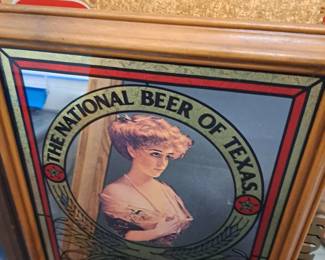 THE NATIONAL BEER OF TEXAS.